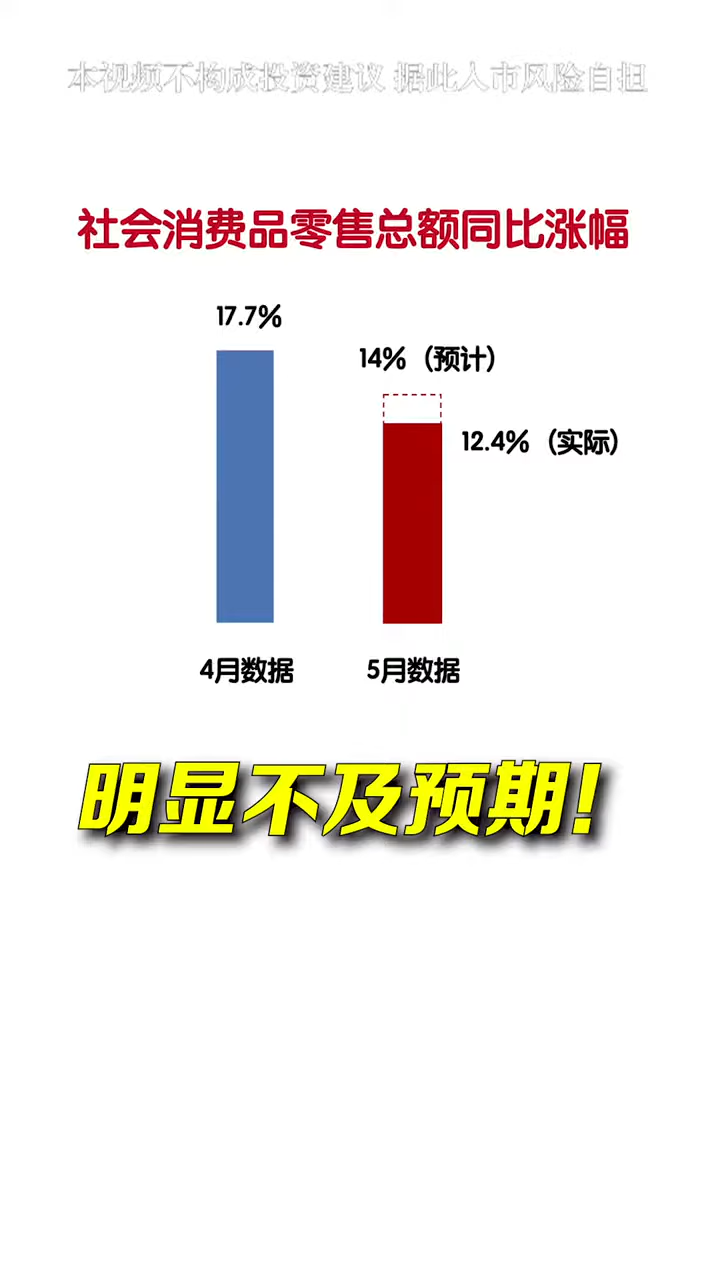 本视频不构成投资建议 据此入市风险自担
社会消费品零售总额同比涨幅
17.7%
14%（预计）
12.4%（实际）
4月数据 5月数据
明显不及预期！